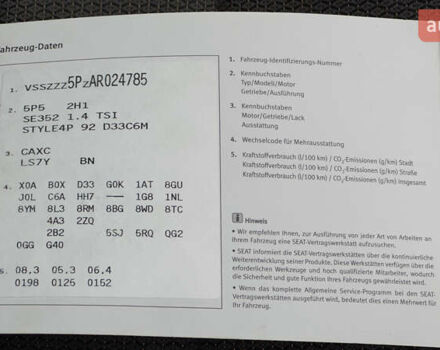 au
Fahrzeug-Daten
1. VSSZZZ5PZAR024785
2. 5P5 2H1
SE352 1.4 TSI
STYLE4P 92 D33C6M
3. CAXC
LS7Y BN
4. X0A B0X D33 G0K 1AT 8GU
J0L C6A HH7 -–– 1G8 1NL
8YM 8L3 8RM 8BG 8WD 8TC
4A3 2ZQ
2B2 5SJ 5RQ QG2
0GG G40
5. 08.3 05.3 06.4
0198 0126 0152
1. Fahrzeug-Identifizierungs-Nummer
2. Kennbuchstaben
Typ/Modell/Motor
Getriebe/Ausführung
3. Kennbuchstaben
Motor/Getriebe/Lack
Ausstattung
4. Wechselcode für Mehrausstattung
5. Kraftstoffverbrauch (l/100 km) / CO₂-Emissionen (g/km) Stadt
Kraftstoffverbrauch (l/100 km) / CO₂-Emissionen (g/km) Straße
Kraftstoffverbrauch (l/100 km) / CO₂-Emissionen (g/km) insgesamt
i Hinweis
• Wir empfehlen Ihnen, zur Ausführung von jeder Art von Arbeiten an
Ihrem Fahrzeug eine SEAT-Vertragswerkstatt aufzusuchen.
• SEAT informiert die Vertragswerkstätten über die kontinuierliche
Weiterentwicklung seiner Produkte. Diese Werkstätten verfügen über die
erforderlichen Werkzeuge und hoch qualifizierte Mitarbeiter, wodurch
die Sicherheit und gute Funktion Ihres Fahrzeugs gewährleistet wird.
• Wenn das komplette Allgemeine Service-Programm bei den SEAT-
Vertragswerkstätten ausgeführt wird, bedeutet dies einen Mehrwert für
Ihr Fahrzeug.